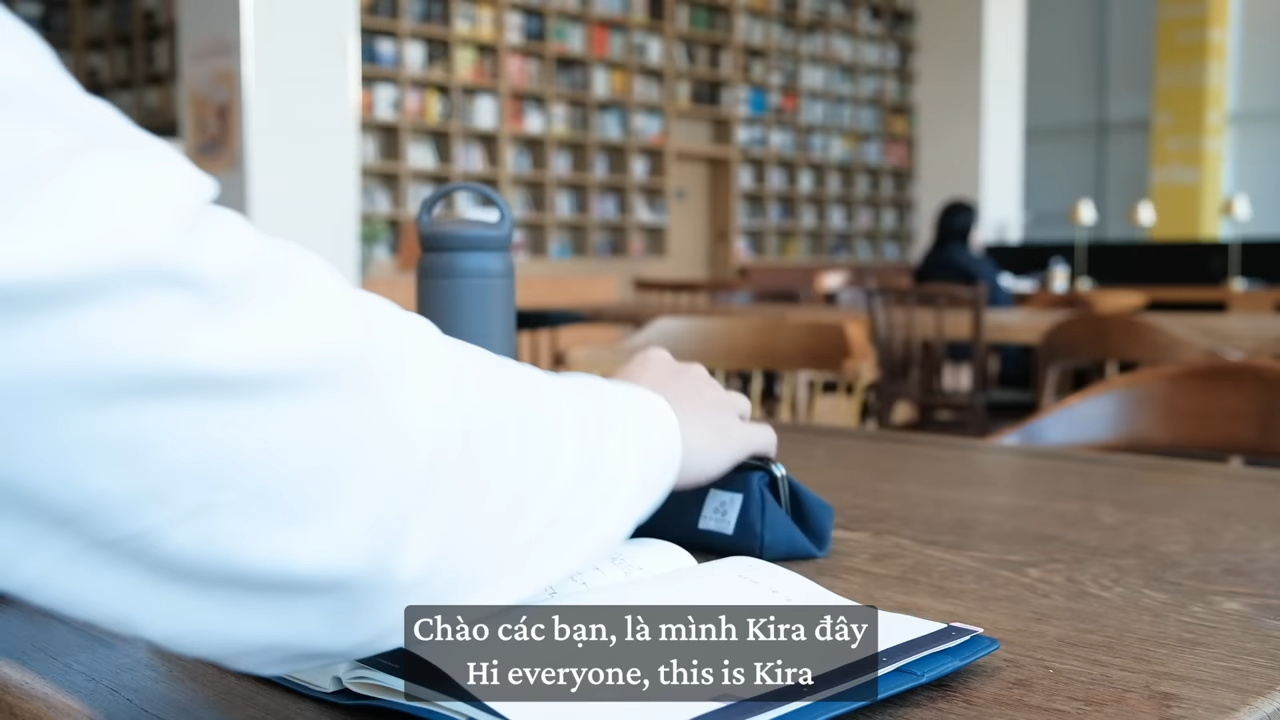 Chào các bạn, là mình Kira đây
Hi everyone, this is Kira